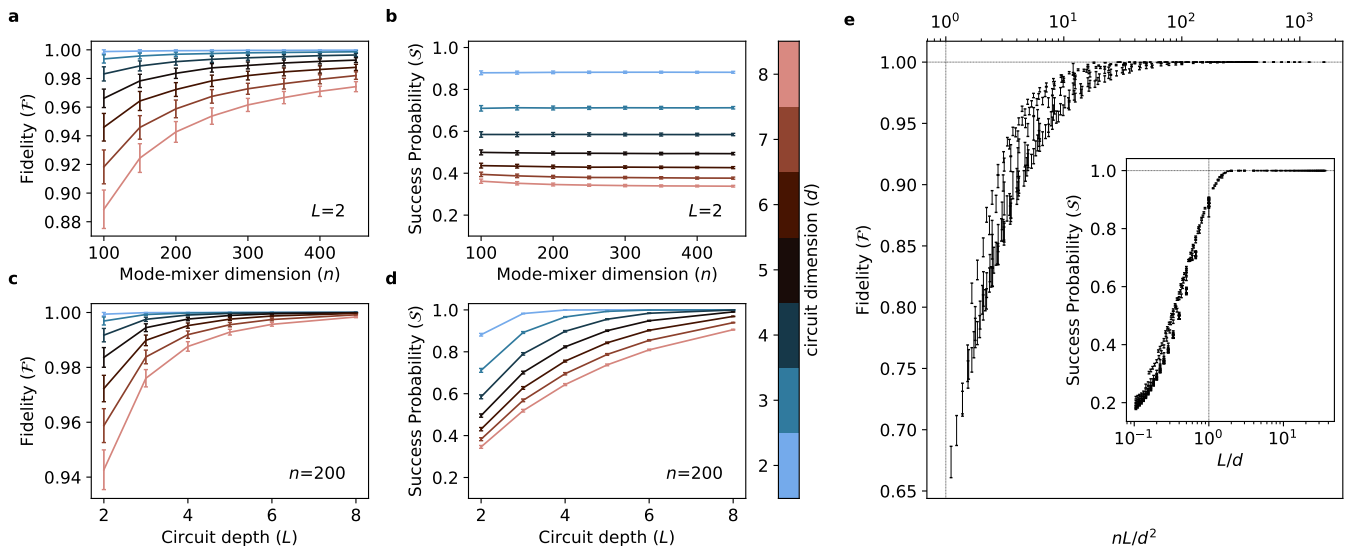 a
1.00
0.98
0.96
0.94
0.92
0.90
0.88
Fidelity (ℱ)
L=2
100
200
300
400
Mode-mixer dimension (n)
b
1.0
0.8
0.6
0.4
0.2
Success Probability (𝒮)
L=2
100
200
300
400
Mode-mixer dimension (n)
c
1.00
0.98
0.96
0.94
Fidelity (ℱ)
n=200
2
4
6
8
Circuit depth (L)
d
1.0
0.8
0.6
0.4
0.2
Success Probability (𝒮)
n=200
2
4
6
8
Circuit depth (L)
8
7
6
5
4
3
2
circuit dimension (d)
e
10⁰
10¹
10²
10³
1.00
0.95
0.90
0.85
0.80
0.75
0.70
0.65
Fidelity (ℱ)
nL/d²
1.0
0.8
0.6
0.4
0.2
Success Probability (𝒮)
10⁻¹
10⁰
10¹
L/d